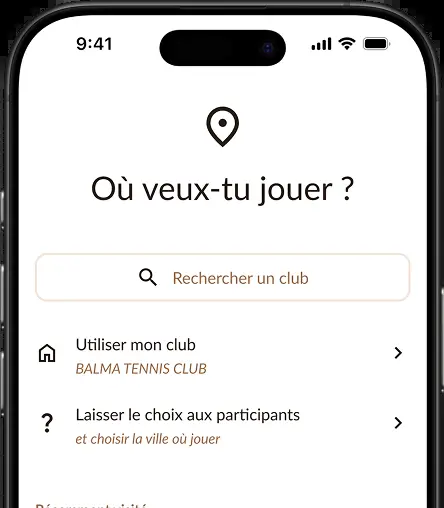 9:41
Où veux-tu jouer ?
Rechercher un club
Utiliser mon club
BALMA TENNIS CLUB
Laisser le choix aux participants
et choisir la ville où jouer